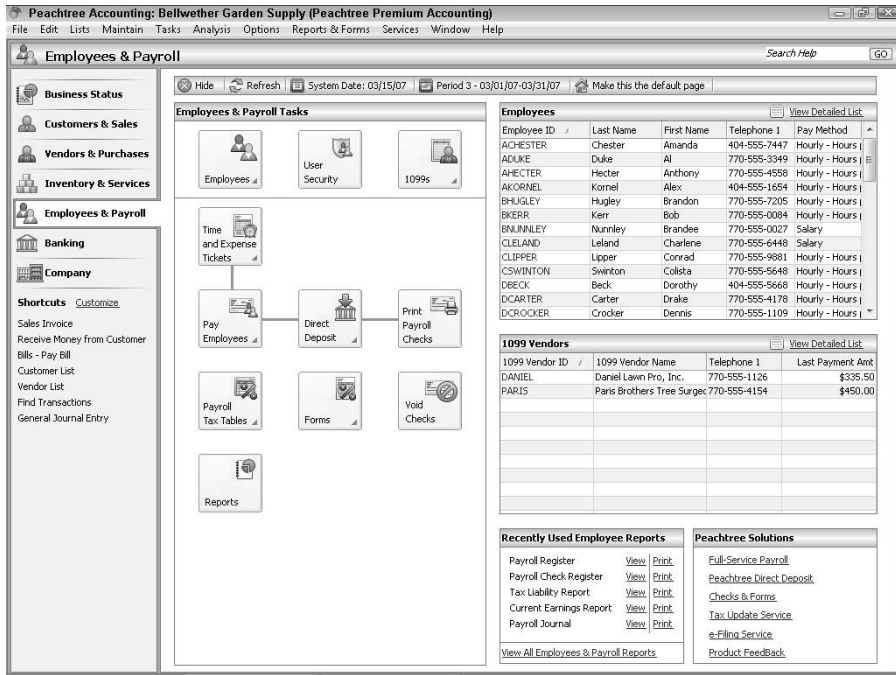 Peachtree Accounting: Bellwether Garden Supply (Peachtree Premium Accounting)
File Edit Lists Maintain Tasks Analysis Options Reports & Forms Services Window Help
Employees & Payroll
Search Help GO
Business Status
Customers & Sales
Vendors & Purchases
Inventory & Services
Employees & Payroll
Banking
Company
Shortcuts Customize
Sales Invoice
Receive Money from Customer
Bills - Pay Bill
Customer List
Vendor List
Find Transactions
General Journal Entry
Hide Refresh System Date: 03/15/07 Period 3 - 03/01/07-03/31/07 Make this the default page
Employees & Payroll Tasks
Employees
User
Security
1099s
Time
and Expense
Tickets
Pay
Employees
Direct
Deposit
Print
Payroll
Checks
Payroll
Tax Tables
Forms
Void
Checks
Reports
Employees View Detailed List
Employee ID / Last Name First Name Telephone 1 Pay Method
ACHESTER Chester Amanda 404-555-7447 Hourly - Hours
ADUKE Duke Al 770-555-3349 Hourly - Hours
AHECTER Hecter Anthony 770-555-4558 Hourly - Hours
AKORNEL Kornel Alex 404-555-1654 Hourly - Hours
BHUGLEY Hugley Brandon 770-555-7205 Hourly - Hours
BKERR Kerr Bob 770-555-0084 Hourly - Hours
BNUNNLEY Nunnley Brandee 770-555-0027 Salary
CLELAND Leland Charlene 770-555-6448 Salary
CLIPPER Lipper Conrad 770-555-9881 Hourly - Hours
CSWINTON Swinton Colista 770-555-5648 Hourly - Hours
DBECK Beck Dorothy 404-555-5668 Hourly - Hours
DCARTER Carter Drake 770-555-4178 Hourly - Hours
DCROCKER Crocker Dennis 770-555-1109 Hourly - Hours
1099 Vendors View Detailed List
1099 Vendor ID / 1099 Vendor Name Telephone 1 Last Payment Amt
DANIEL Daniel Lawn Pro, Inc. 770-555-1126 $335.50
PARIS Paris Brothers Tree Surgec 770-555-4154 $450.00
Recently Used Employee Reports
Payroll Register View Print
Payroll Check Register View Print
Tax Liability Report View Print
Current Earnings Report View Print
Payroll Journal View Print
View All Employees & Payroll Reports
Peachtree Solutions
Full-Service Payroll
Peachtree Direct Deposit
Checks & Forms
Tax Update Service
e-Filing Service
Product FeedBack